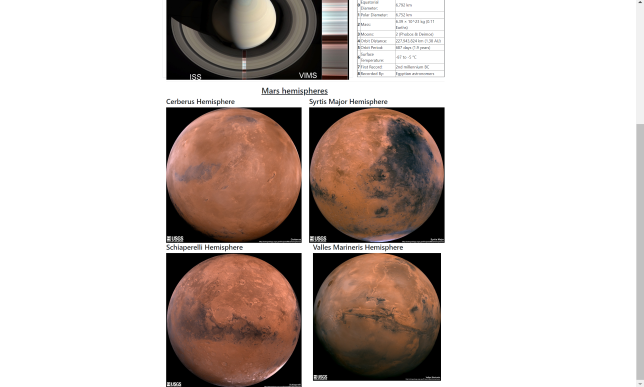 Equatorial Diameter: 6,792 km
Polar Diameter: 6,752 km
Mass: 6.39 × 10^23 kg (0.11 Earths)
Moons: 2 (Phobos & Deimos)
Orbit Distance: 227,943,824 km (1.38 AU)
Orbit Period: 687 days (1.9 years)
Surface Temperature: -87 to -5 °C
First Record: 2nd millennium BC
Recorded By: Egyptian astronomers
ISS
VIMS
Mars hemispheres
Cerberus Hemisphere
Syrtis Major Hemisphere
USGS
USGS
Schiaperelli Hemisphere
Valles Marineris Hemisphere
USGS
USGS